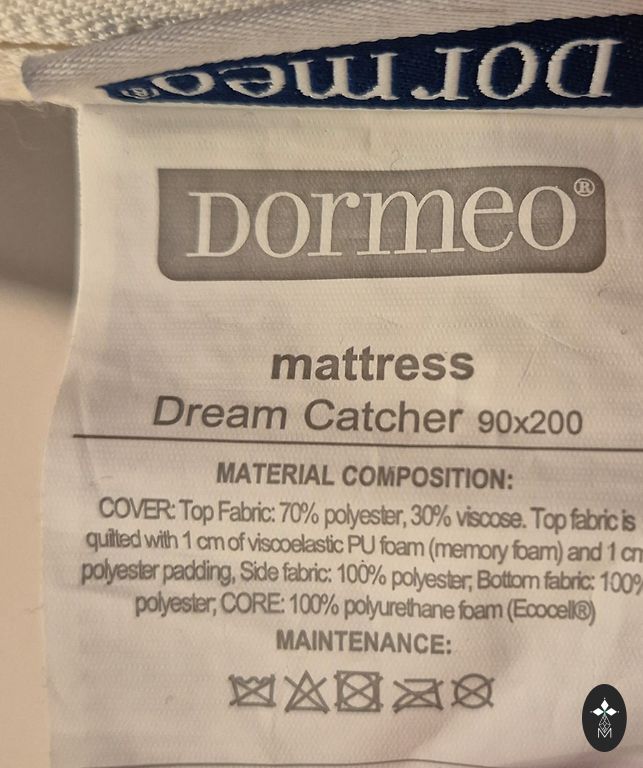 Dormeo®
DORMEO®
mattress
Dream Catcher 90x200
MATERIAL COMPOSITION:
COVER: Top Fabric: 70% polyester, 30% viscose. Top fabric is
quilted with 1 cm of viscoelastic PU foam (memory foam) and 1 cm
polyester padding, Side fabric: 100% polyester; Bottom fabric: 100%
polyester; CORE: 100% polyurethane foam (Ecocell®)
MAINTENANCE:
M